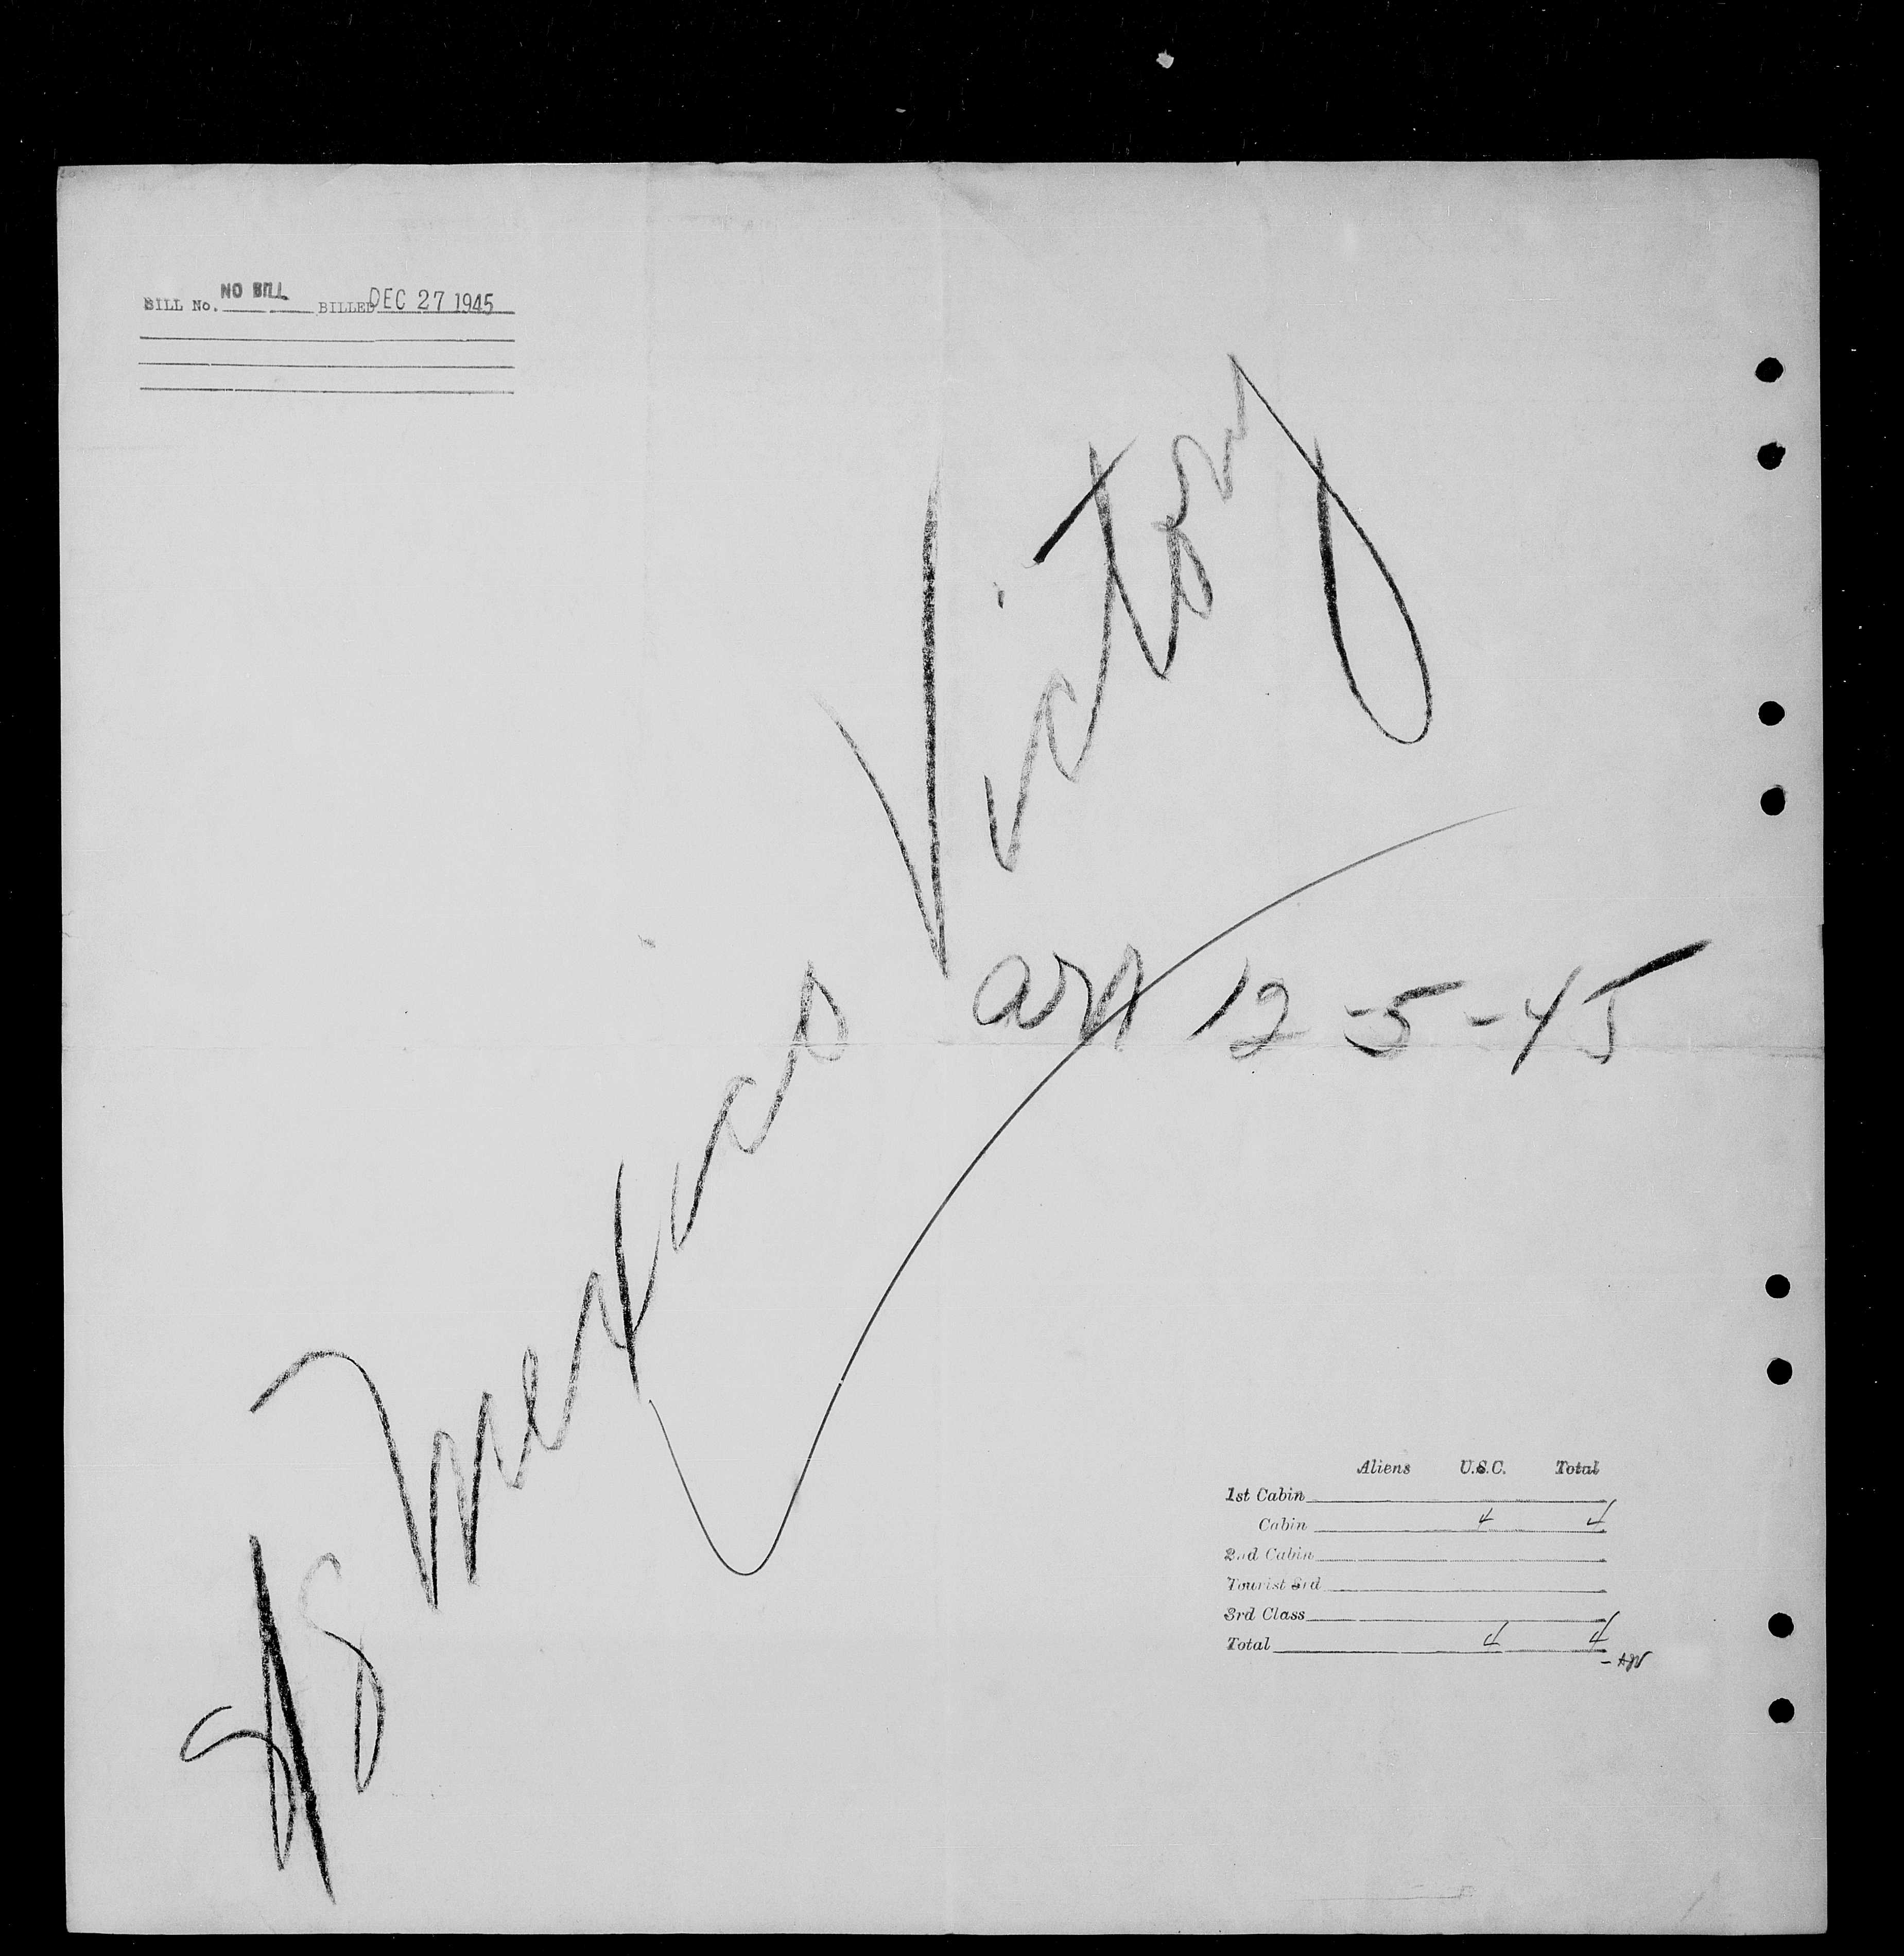 BILL No. NO BILL BILLED DEC 27 1945
SS Mexico Victory
arr 12-5-45
Aliens U.S.C. Total
1st Cabin
Cabin 4 4
2nd Cabin
Tourist 3rd
3rd Class
Total 4 4